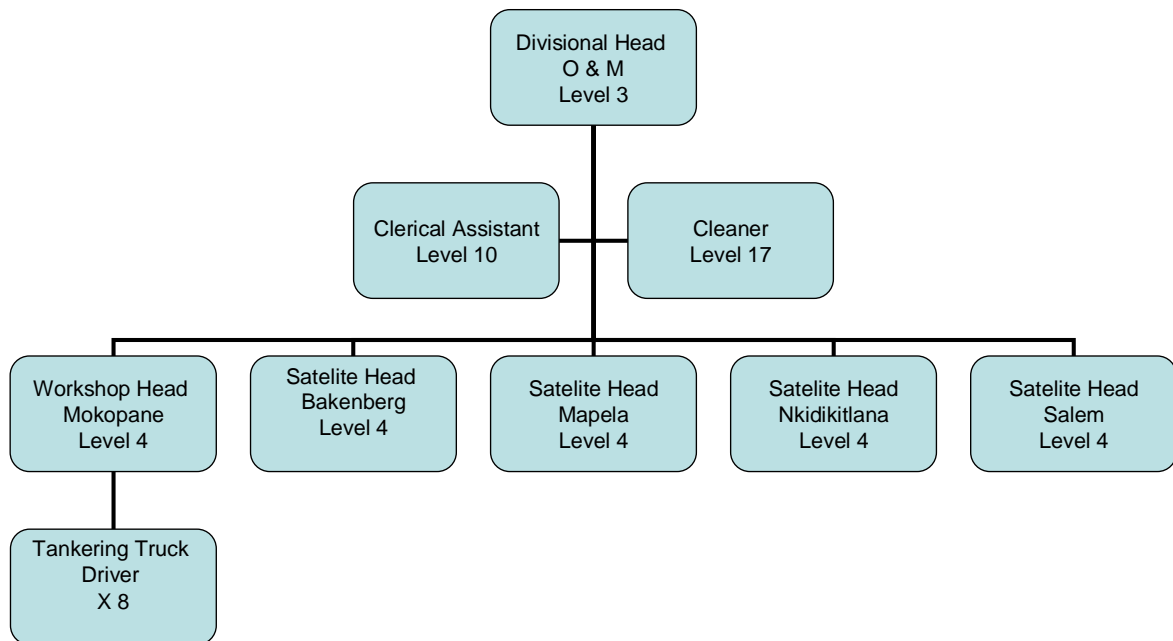 Divisional Head
O & M
Level 3
Clerical Assistant
Level 10
Cleaner
Level 17
Workshop Head
Mokopane
Level 4
Satelite Head
Bakenberg
Level 4
Satelite Head
Mapela
Level 4
Satelite Head
Nkidikitlana
Level 4
Satelite Head
Salem
Level 4
Tankering Truck
Driver
X 8